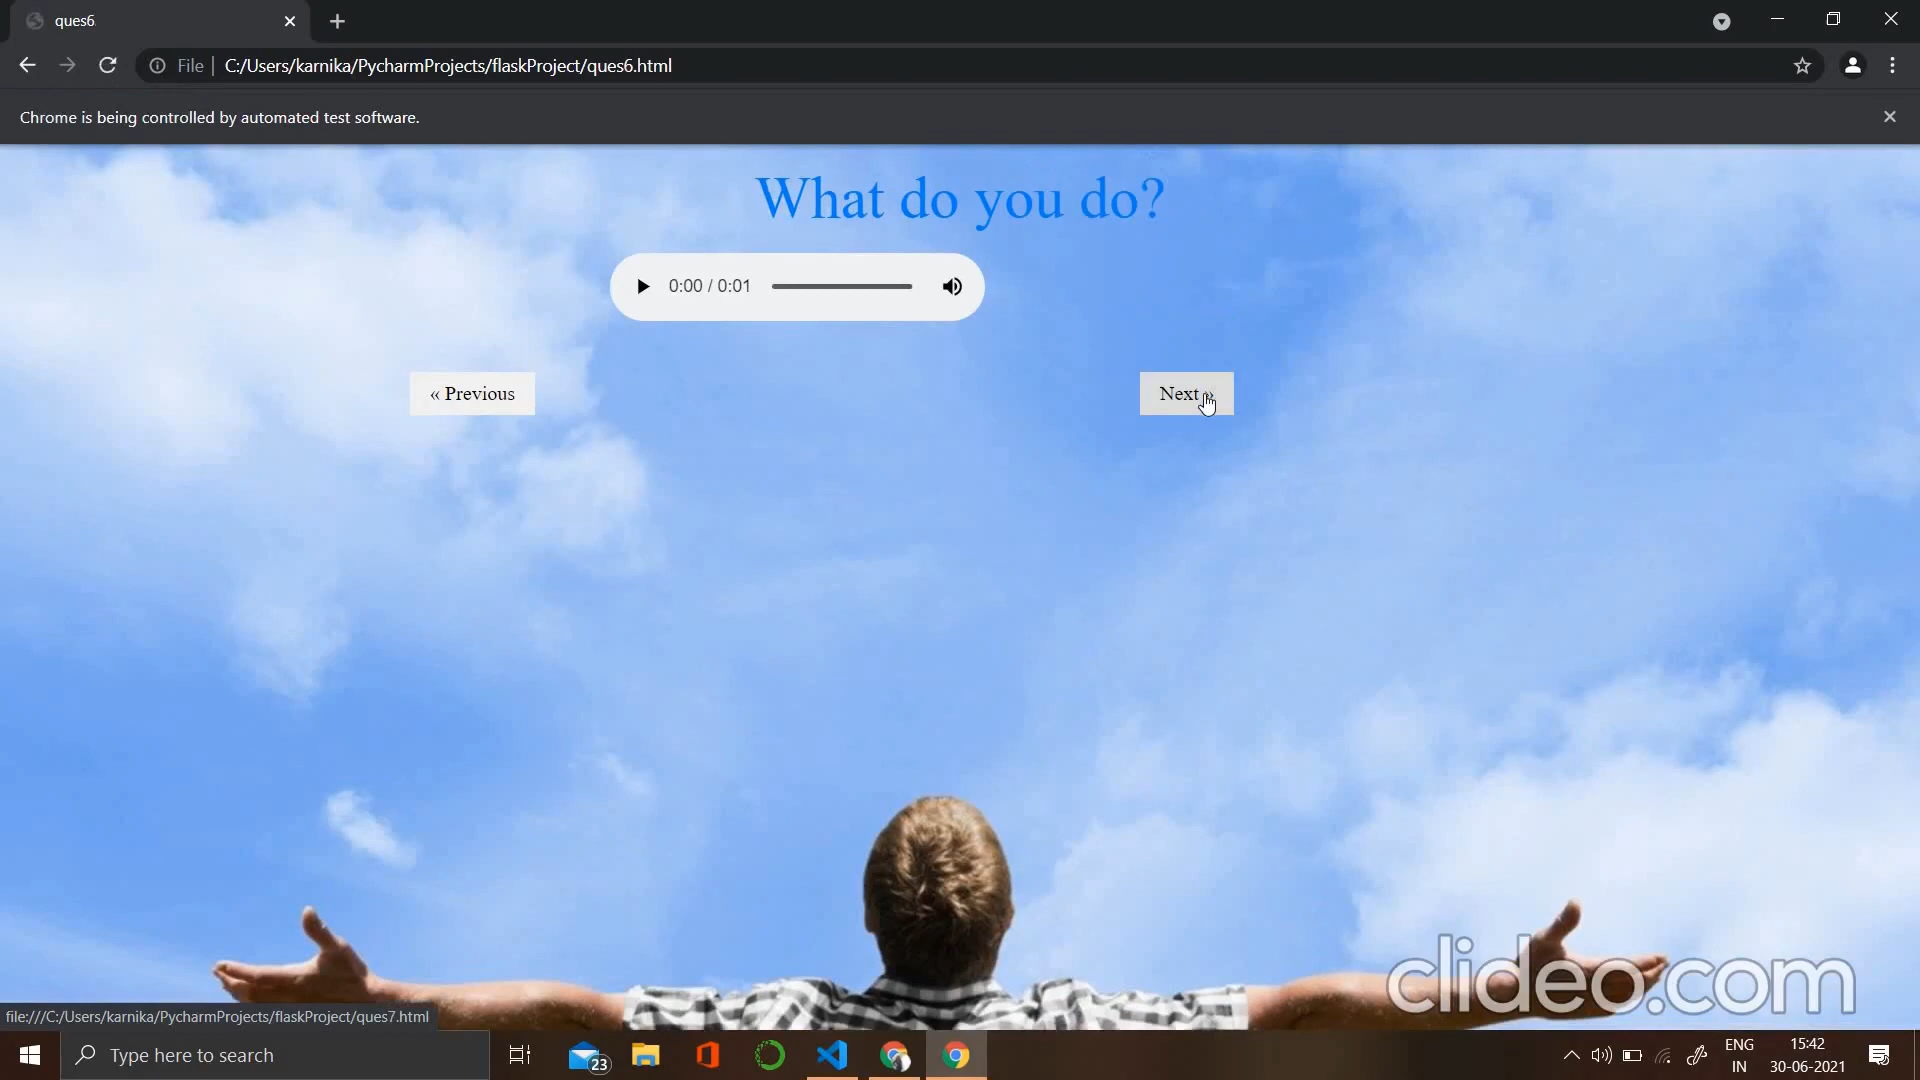 ques6
File
C:/Users/karnika/PycharmProjects/flaskProject/ques6.html
Chrome is being controlled by automated test software.
What do you do?
0:00 / 0:01
« Previous
Next »
clideo.com
file:///C:/Users/karnika/PycharmProjects/flaskProject/ques7.html
Type here to search
23
ENG
IN
15:42
30-06-2021